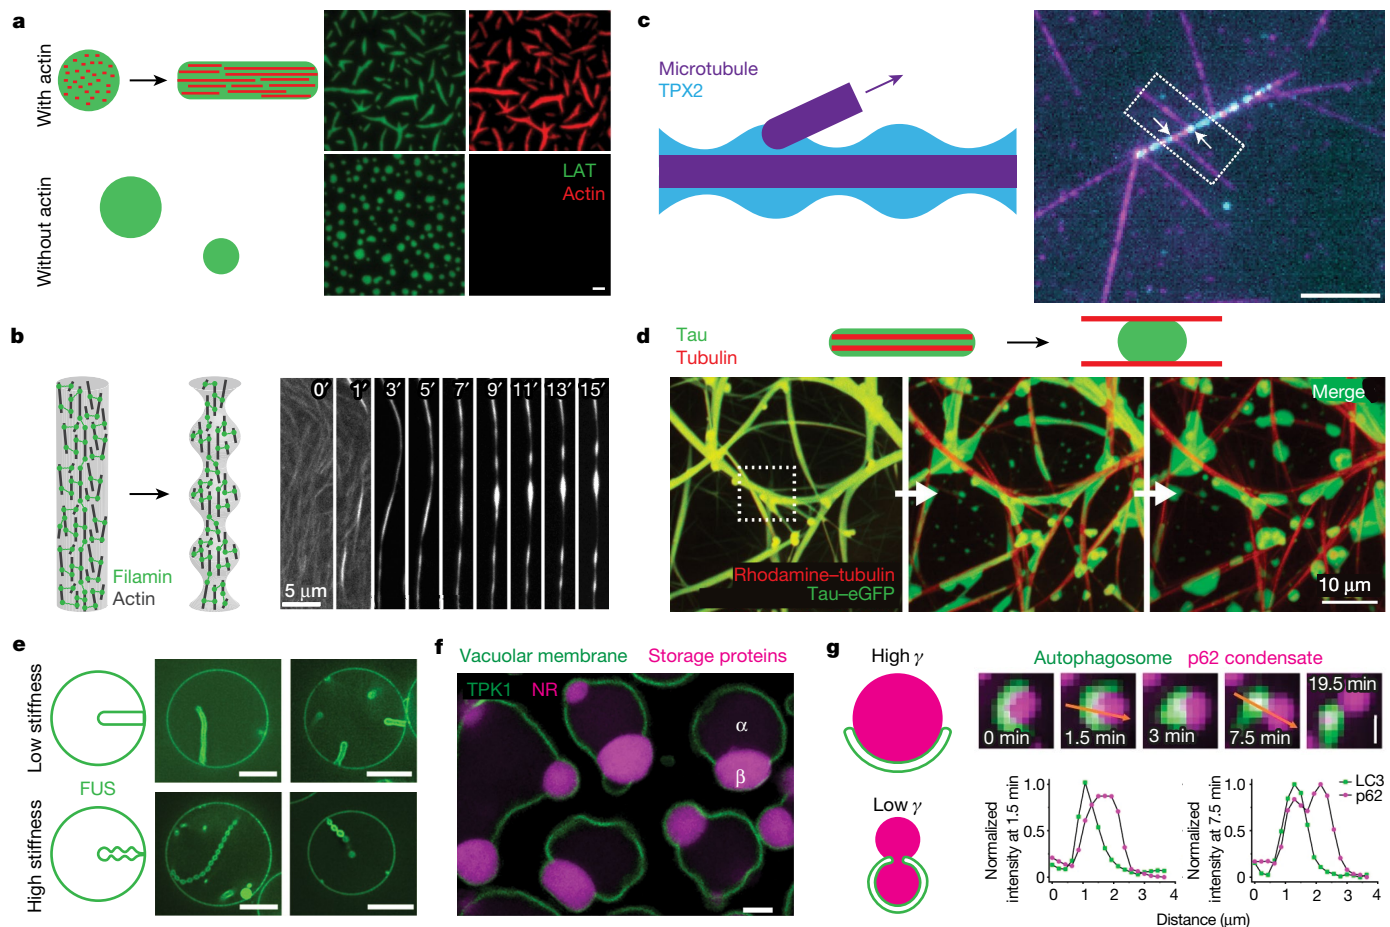 a
With actin
Without actin
LAT
Actin
b
Filamin
Actin
0′ 1′ 3′ 5′ 7′ 9′ 11′ 13′ 15′
5 μm
c
Microtubule
TPX2
d
Tau
Tubulin
Merge
Rhodamine–tubulin
Tau–eGFP
10 μm
e
Low stiffness
FUS
High stiffness
f
Vacuolar membrane Storage proteins
TPK1 NR
α
β
g
High γ
Low γ
Autophagosome p62 condensate
0 min 1.5 min 3 min 7.5 min 19.5 min
Normalized
intensity at 1.5 min
1.0
0.5
0
0 1 2 3 4
Normalized
intensity at 7.5 min
1.0
0.5
0
0 1 2 3 4
LC3
p62
Distance (μm)